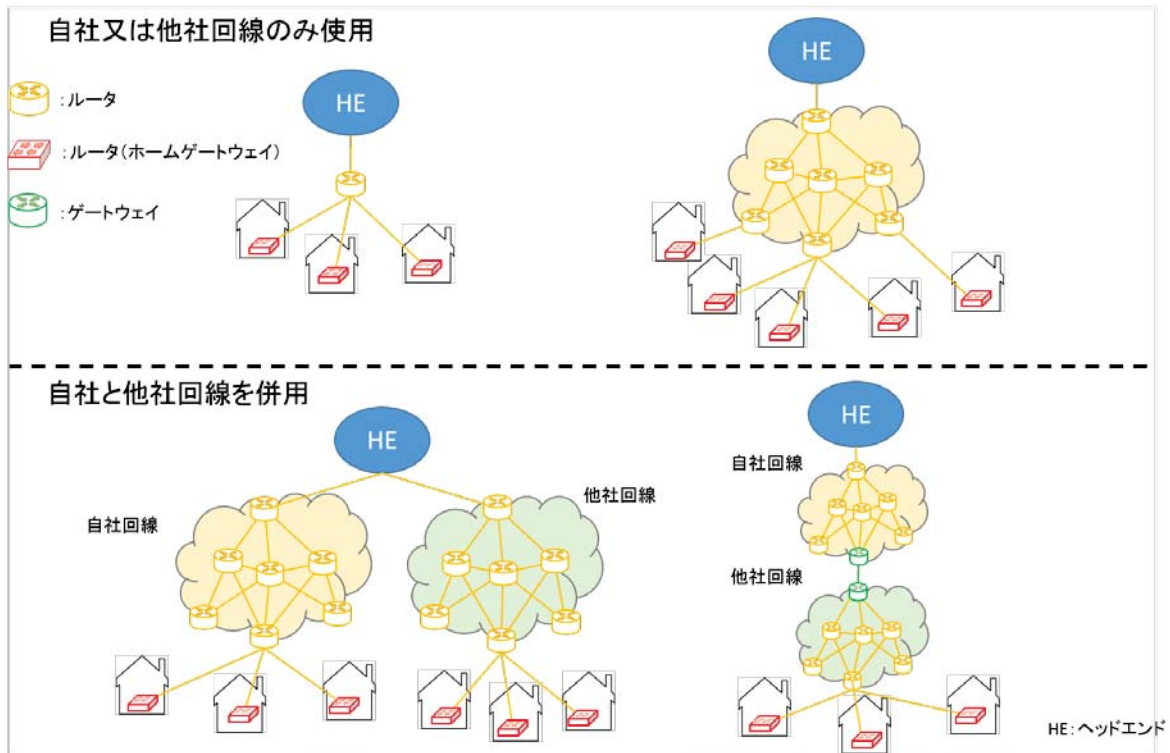 自社又は他社回線のみ使用
HE
HE
:ルータ
:ルータ(ホームゲートウェイ)
:ゲートウェイ
自社と他社回線を併用
HE
HE
自社回線
他社回線
自社回線
他社回線
HE:ヘッドエンド